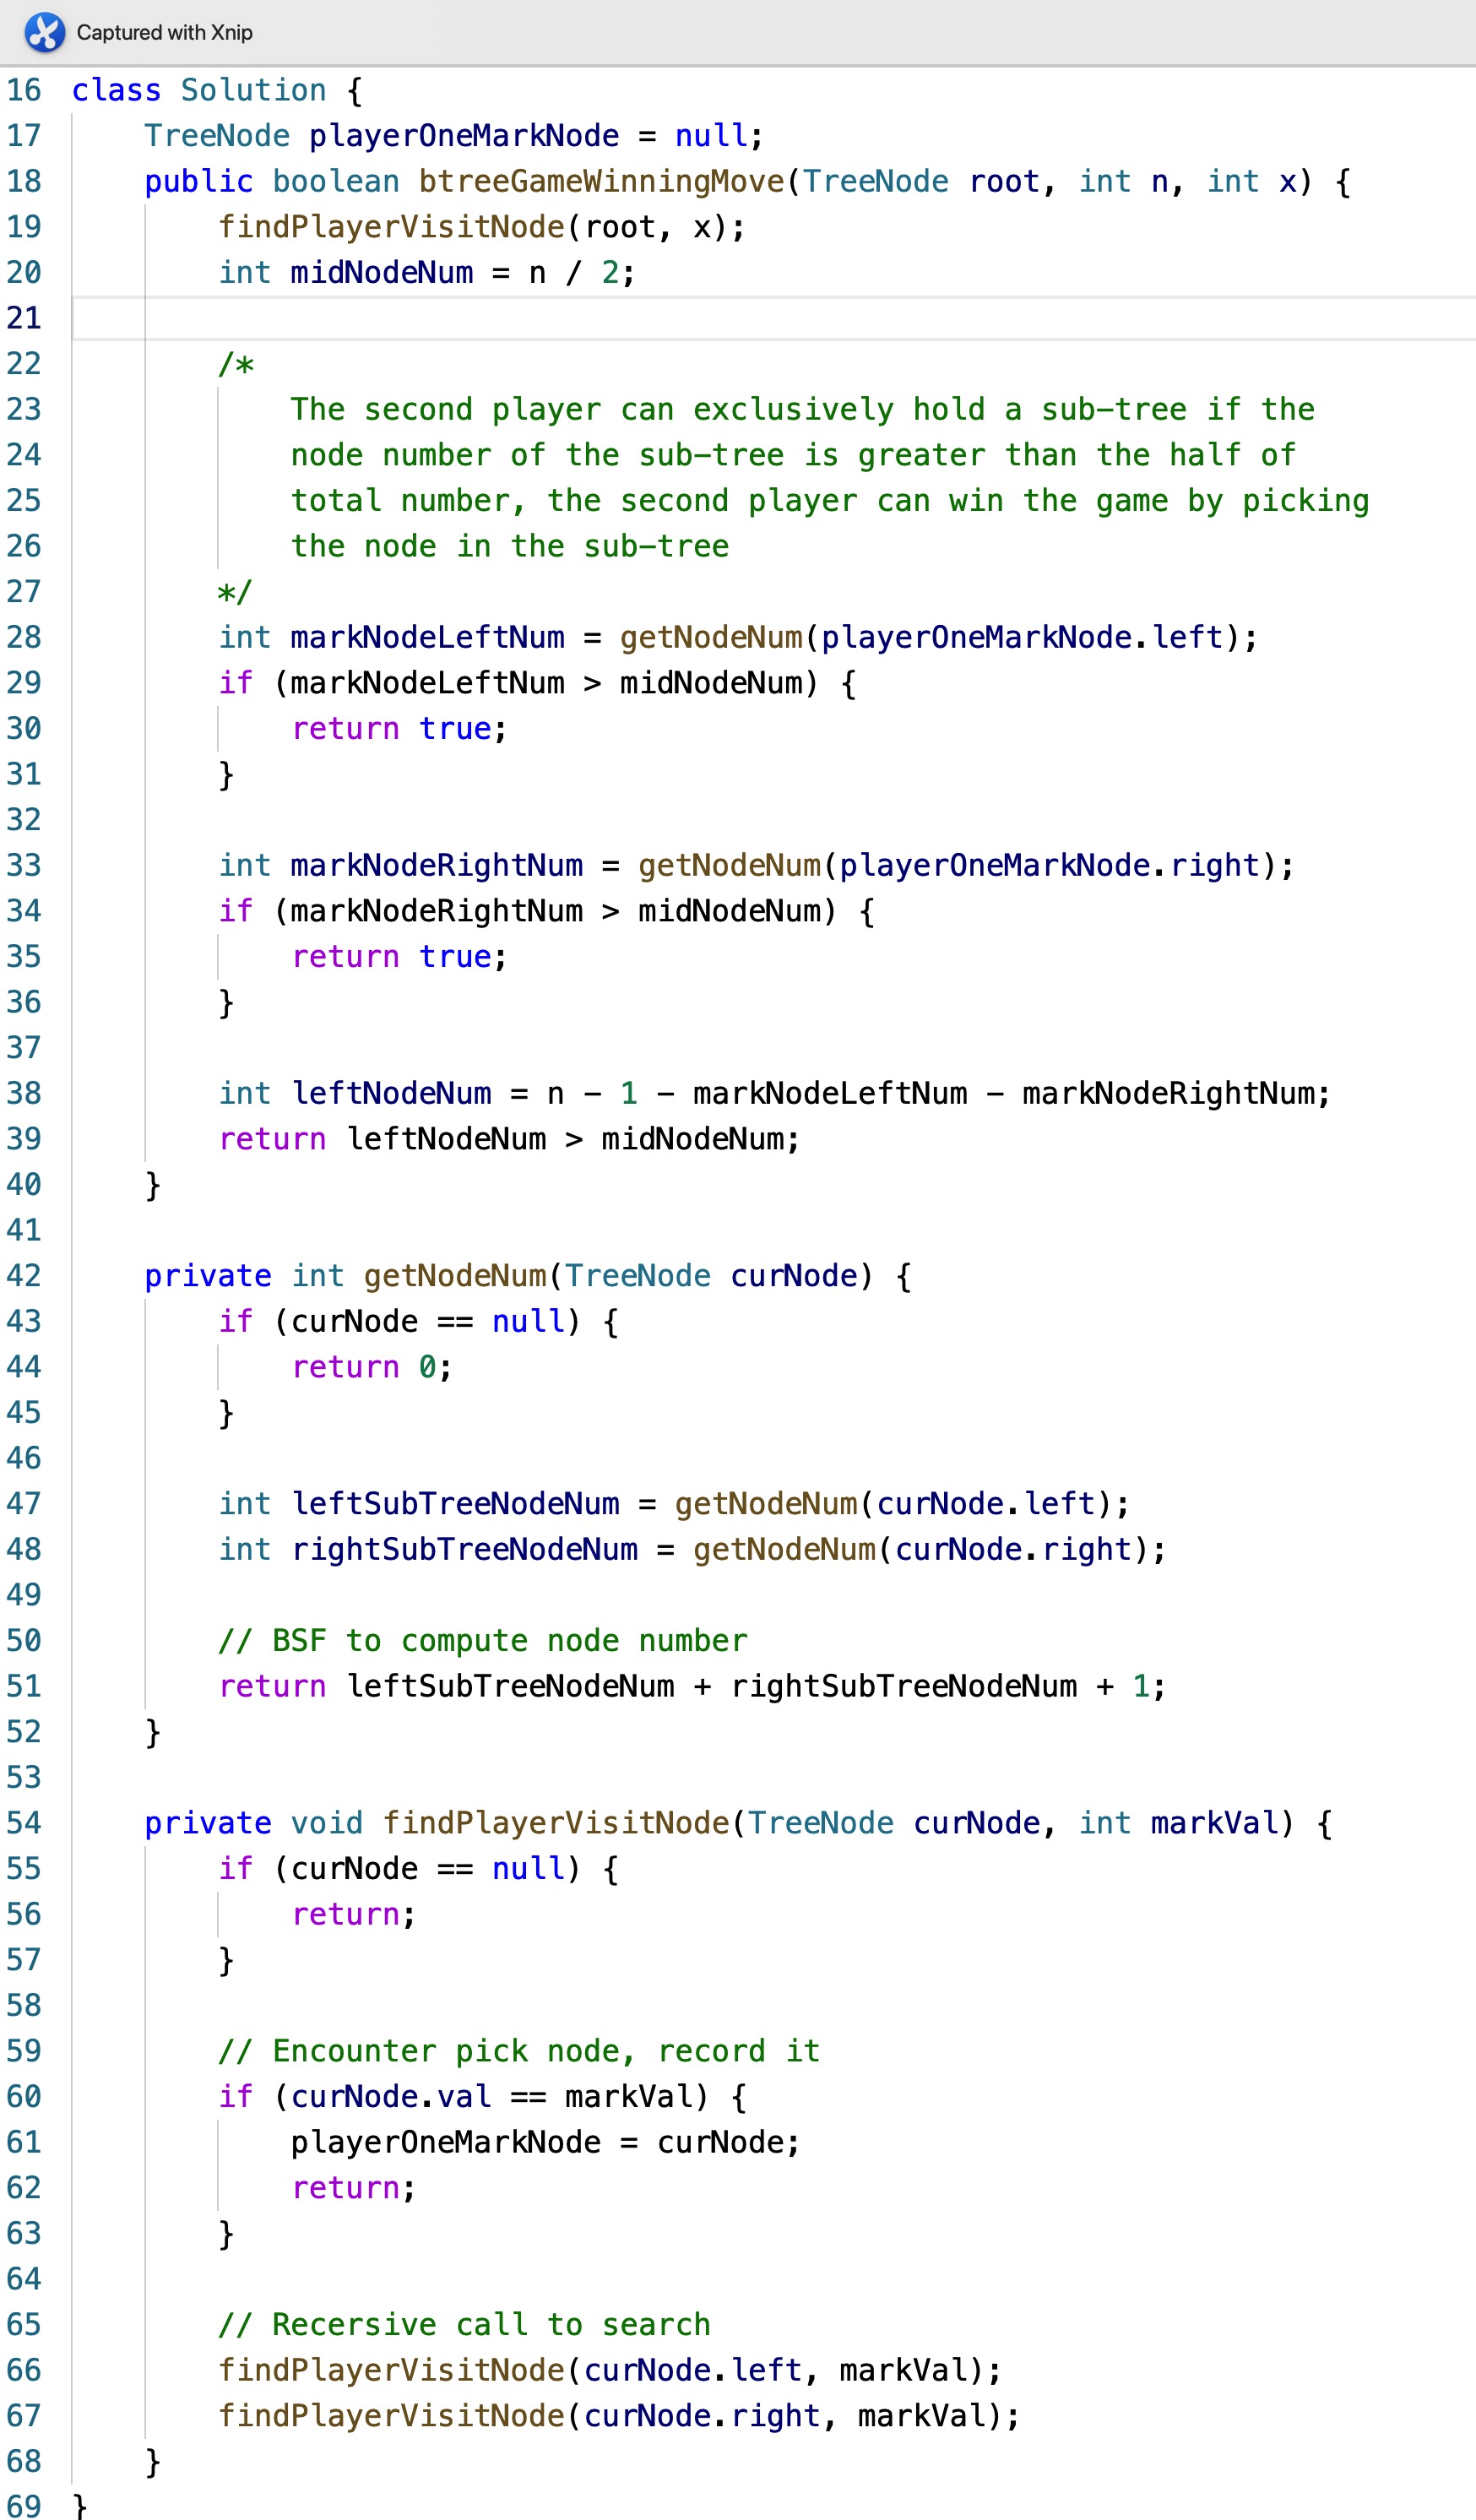 Captured with Xnip
16 class Solution {
17 TreeNode playerOneMarkNode = null;
18 public boolean btreeGameWinningMove(TreeNode root, int n, int x) {
19 findPlayerVisitNode(root, x);
20 int midNodeNum = n / 2;
21
22 /*
23 The second player can exclusively hold a sub-tree if the
24 node number of the sub-tree is greater than the half of
25 total number, the second player can win the game by picking
26 the node in the sub-tree
27 */
28 int markNodeLeftNum = getNodeNum(playerOneMarkNode.left);
29 if (markNodeLeftNum > midNodeNum) {
30 return true;
31 }
32
33 int markNodeRightNum = getNodeNum(playerOneMarkNode.right);
34 if (markNodeRightNum > midNodeNum) {
35 return true;
36 }
37
38 int leftNodeNum = n - 1 - markNodeLeftNum - markNodeRightNum;
39 return leftNodeNum > midNodeNum;
40 }
41
42 private int getNodeNum(TreeNode curNode) {
43 if (curNode == null) {
44 return 0;
45 }
46
47 int leftSubTreeNodeNum = getNodeNum(curNode.left);
48 int rightSubTreeNodeNum = getNodeNum(curNode.right);
49
50 // BSF to compute node number
51 return leftSubTreeNodeNum + rightSubTreeNodeNum + 1;
52 }
53
54 private void findPlayerVisitNode(TreeNode curNode, int markVal) {
55 if (curNode == null) {
56 return;
57 }
58
59 // Encounter pick node, record it
60 if (curNode.val == markVal) {
61 playerOneMarkNode = curNode;
62 return;
63 }
64
65 // Recersive call to search
66 findPlayerVisitNode(curNode.left, markVal);
67 findPlayerVisitNode(curNode.right, markVal);
68 }
69 }